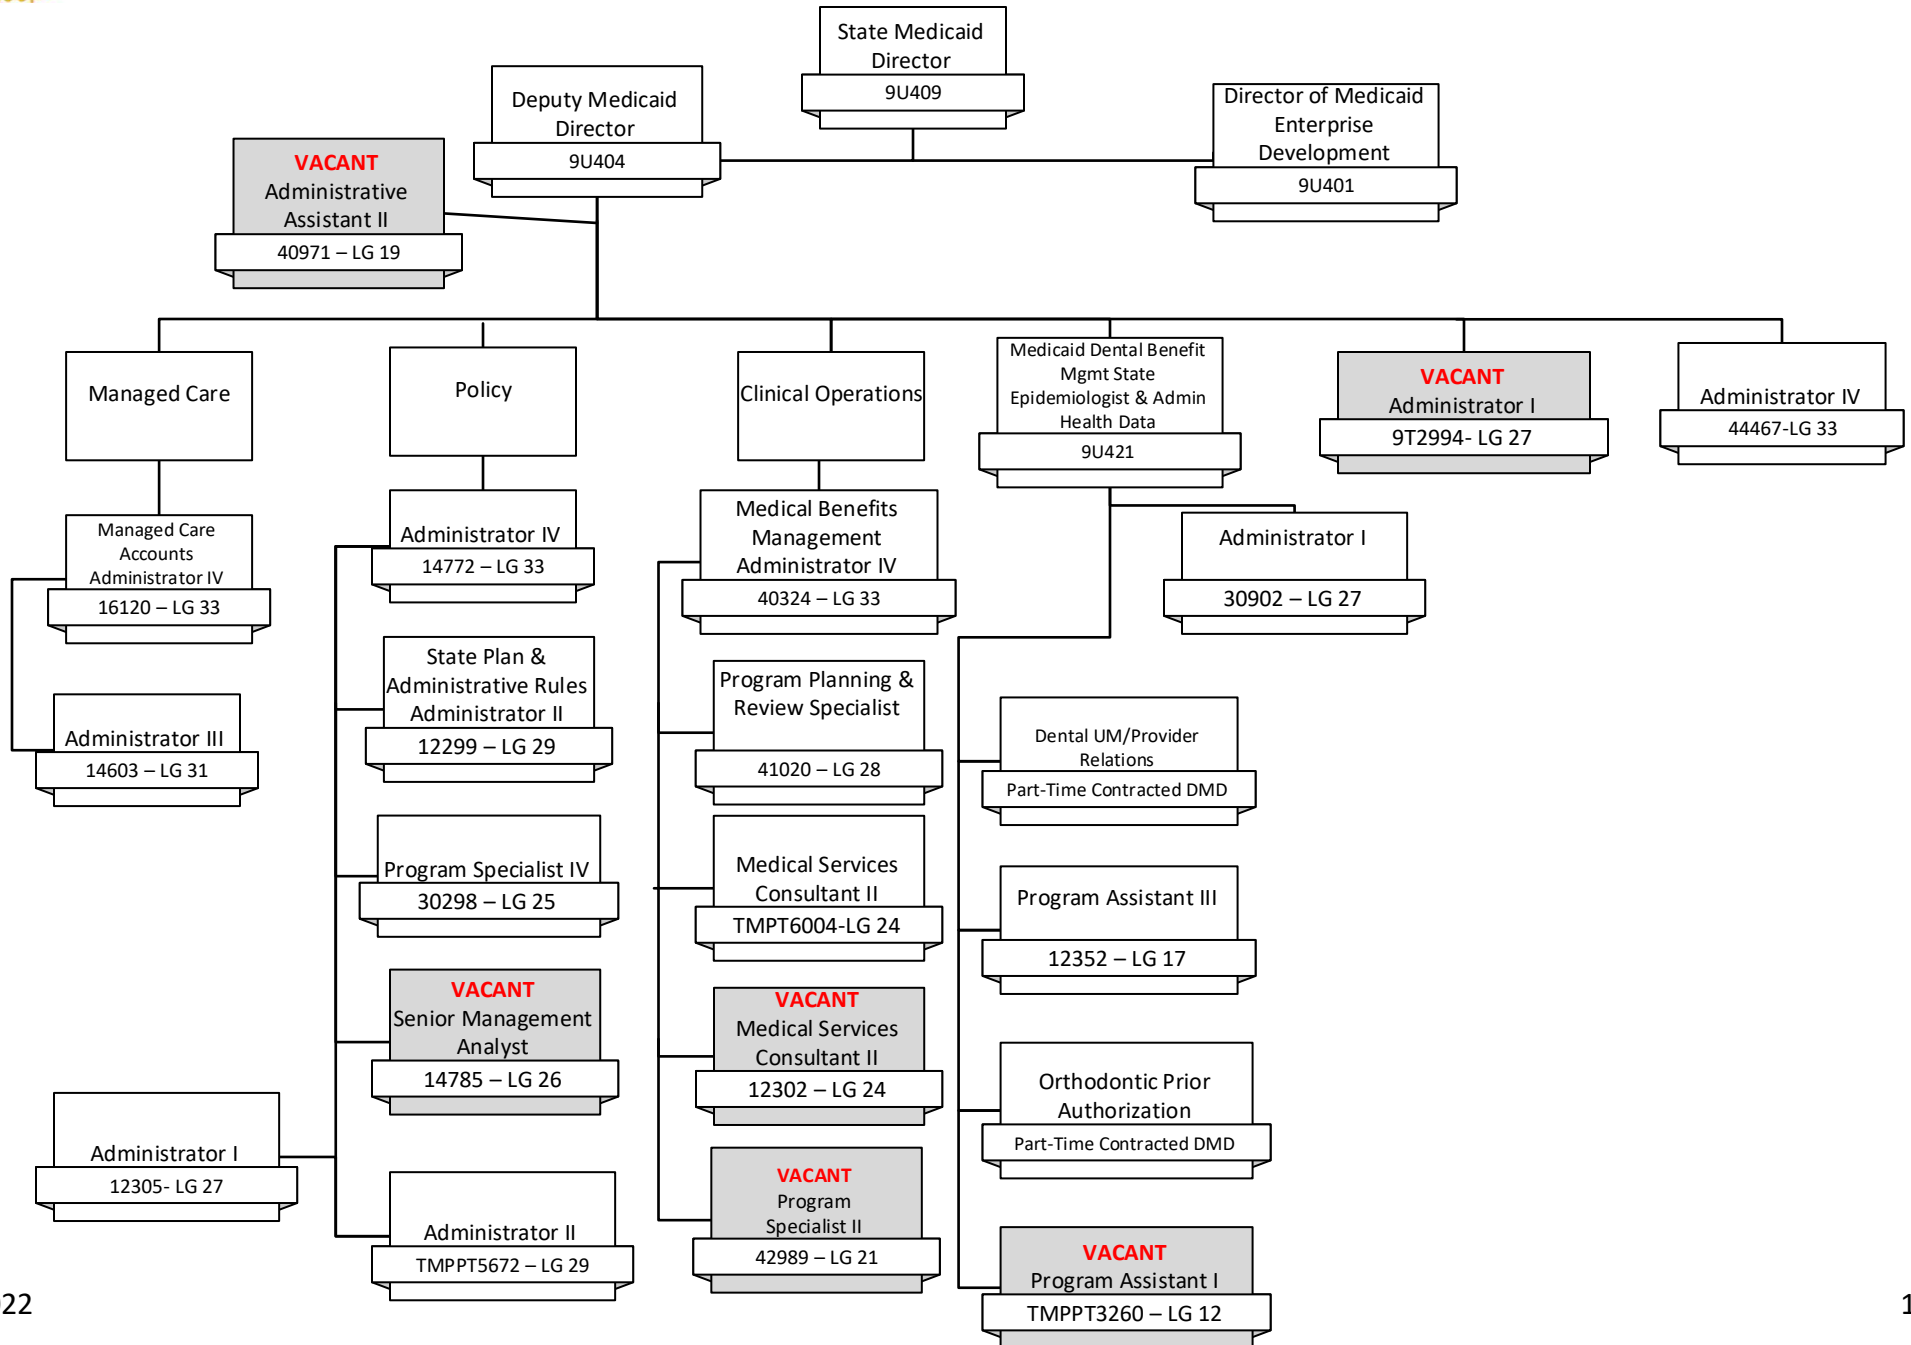 State Medicaid
Director
9U409
Deputy Medicaid
Director
9U404
Director of Medicaid
Enterprise
Development
9U401
VACANT
Administrative
Assistant II
40971 – LG 19
Managed Care
Policy
Clinical Operations
Medicaid Dental Benefit
Mgmt State
Epidemiologist & Admin
Health Data
9U421
VACANT
Administrator I
9T2994- LG 27
Administrator IV
44467-LG 33
Managed Care
Accounts
Administrator IV
16120 – LG 33
Administrator III
14603 – LG 31
Administrator IV
14772 – LG 33
State Plan &
Administrative Rules
Administrator II
12299 – LG 29
Program Specialist IV
30298 – LG 25
VACANT
Senior Management
Analyst
14785 – LG 26
Administrator I
12305- LG 27
Administrator II
TMPPT5672 – LG 29
Medical Benefits
Management
Administrator IV
40324 – LG 33
Program Planning &
Review Specialist
41020 – LG 28
Medical Services
Consultant II
TMPT6004-LG 24
VACANT
Medical Services
Consultant II
12302 – LG 24
VACANT
Program
Specialist II
42989 – LG 21
Administrator I
30902 – LG 27
Dental UM/Provider
Relations
Part-Time Contracted DMD
Program Assistant III
12352 – LG 17
Orthodontic Prior
Authorization
Part-Time Contracted DMD
VACANT
Program Assistant I
TMPPT3260 – LG 12
22
1